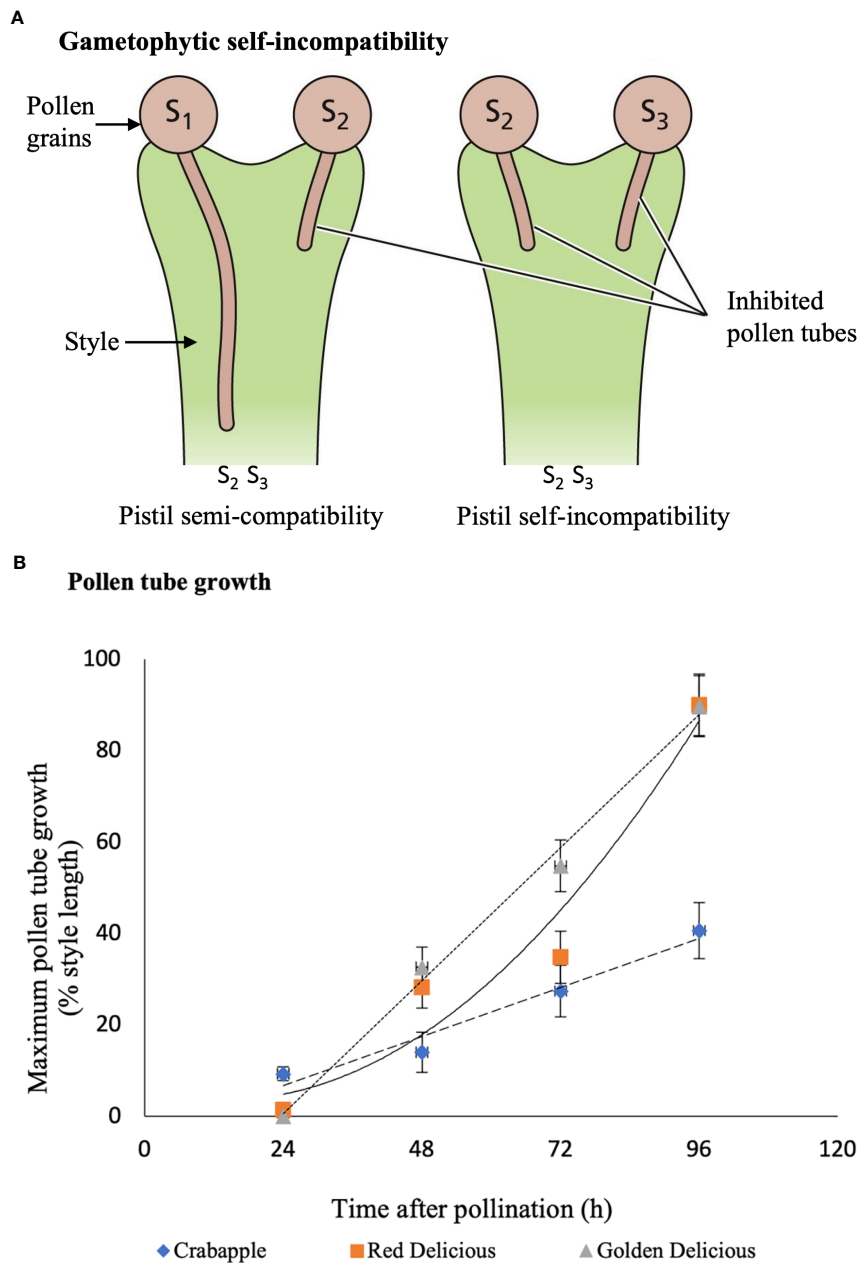 A
Gametophytic self-incompatibility
Pollen
grains
S₁
S₂
S₂
S₃
Inhibited
pollen tubes
Style
S₂ S₃
S₂ S₃
Pistil semi-compatibility
Pistil self-incompatibility
B
Pollen tube growth
Maximum pollen tube growth
(% style length)
100
80
60
40
20
0
0
24
48
72
96
120
Time after pollination (h)
Crabapple
Red Delicious
Golden Delicious